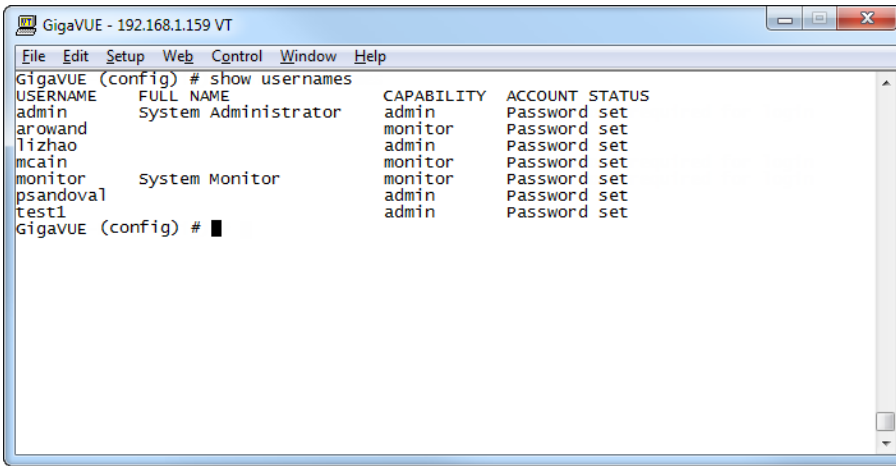 GigaVUE - 192.168.1.159 VT
File Edit Setup Web Control Window Help
GigaVUE (config) # show usernames
USERNAME FULL NAME CAPABILITY ACCOUNT STATUS
admin System Administrator admin Password set
arowand monitor Password set
lizhao admin Password set
mcain monitor Password set
monitor System Monitor monitor Password set
psandoval admin Password set
test1 admin Password set
GigaVUE (config) #